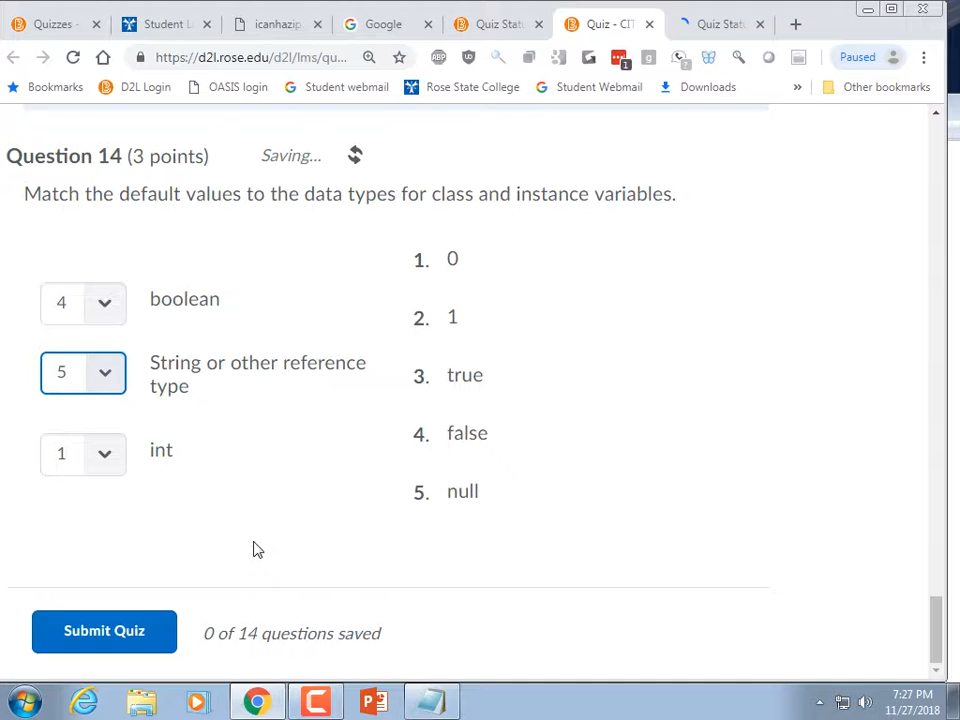 Quizzes -
Student L
icanhazip.
Google
Quiz Statu
Quiz - CIT
Quiz Statu
https://d2l.rose.edu/d2l/lms/qu...
ABP
1
g
?
Paused
Bookmarks
D2L Login
OASIS login
Student webmail
Rose State College
Student Webmail
Downloads
»
Other bookmarks
Question 14 (3 points)
Saving...
Match the default values to the data types for class and instance variables.
4
boolean
5
String or other reference
type
1
int
1. 0
2. 1
3. true
4. false
5. null
Submit Quiz
0 of 14 questions saved
7:27 PM
11/27/2018